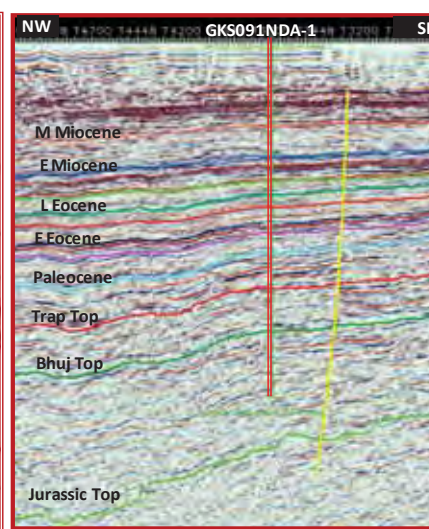 NW
GKS091NDA-1
M Miocene
E Miocene
L Eocene
E Eocene
Paleocene
Trap Top
Bhuj Top
Jurassic Top